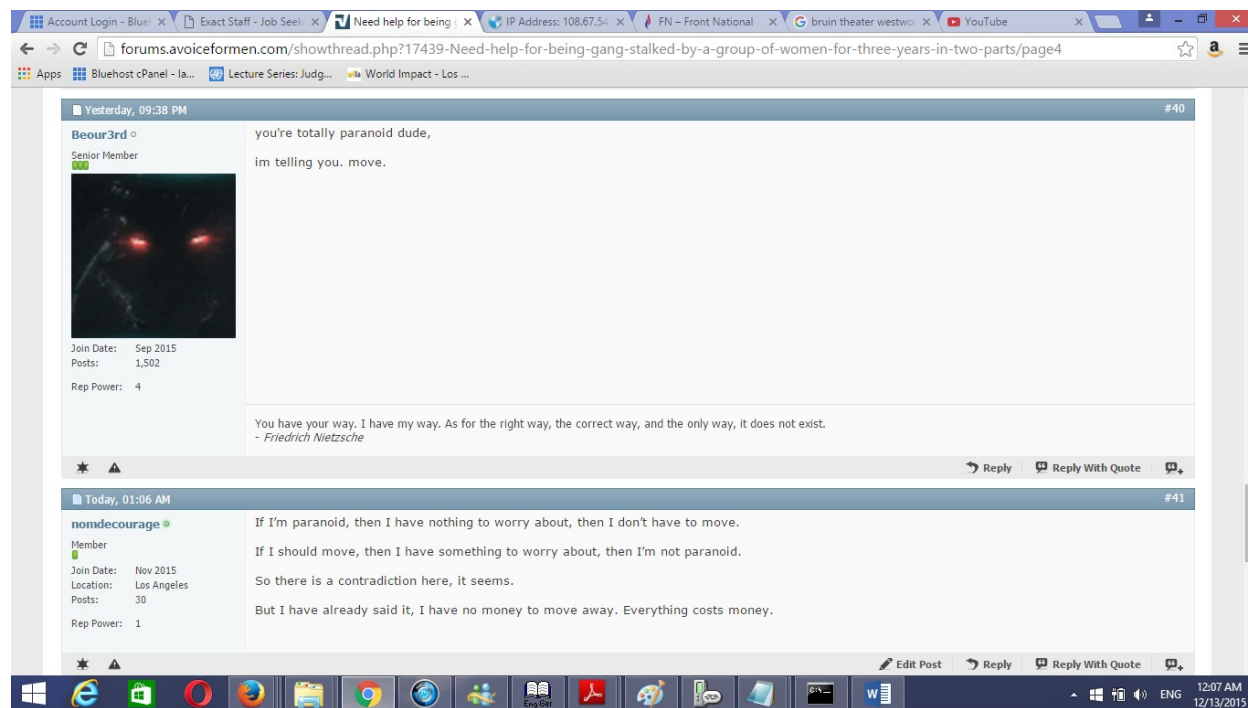 Account Login - Blue
Exact Staff - Job Seek
Need help for being
IP Address: 108.67.54
FN – Front National
bruin theater westwo
YouTube
forums.avoiceformen.com/showthread.php?17439-Need-help-for-being-gang-stalked-by-a-group-of-women-for-three-years-in-two-parts/page4
Apps
Bluehost cPanel - la...
Lecture Series: Judg...
World Impact - Los ...
Yesterday, 09:38 PM
#40
Beour3rd
Senior Member
you're totally paranoid dude,
im telling you. move.
Join Date: Sep 2015
Posts: 1,502
Rep Power: 4
You have your way. I have my way. As for the right way, the correct way, and the only way, it does not exist.
- Friedrich Nietzsche
Reply
Reply With Quote
Today, 01:06 AM
#41
nomdecourage
Member
Join Date: Nov 2015
Location: Los Angeles
Posts: 30
Rep Power: 1
If I'm paranoid, then I have nothing to worry about, then I don't have to move.
If I should move, then I have something to worry about, then I'm not paranoid.
So there is a contradiction here, it seems.
But I have already said it, I have no money to move away. Everything costs money.
Edit Post
Reply
Reply With Quote
Eng Ger
ENG
12:07 AM
12/13/2015